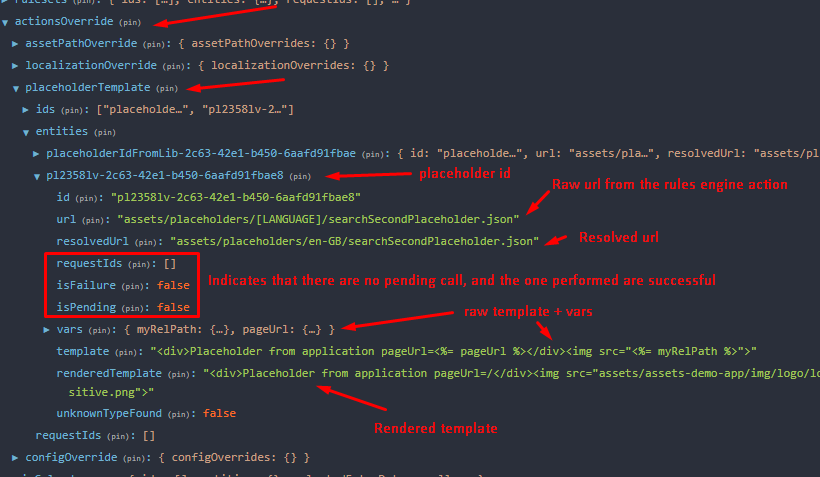 rulesets (pin): { ids: […], entities: {…}, requestIds: [], … }
▼ actionsOverride (pin)
▶ assetPathOverride (pin): { assetPathOverrides: {} }
▶ localizationOverride (pin): { localizationOverrides: {} }
▼ placeholderTemplate (pin)
▶ ids (pin): ["placeholde…", "pl2358lv-2…"]
▼ entities (pin)
▶ placeholderIdFromLib-2c63-42e1-b450-6aafd91fbae (pin): { id: "placeholde…", url: "assets/pla…", resolvedUrl: "assets/pl
▼ pl2358lv-2c63-42e1-b450-6aafd91fbae8 (pin) placeholder id
id (pin): "pl2358lv-2c63-42e1-b450-6aafd91fbae8" Raw url from the rules engine action
url (pin): "assets/placeholders/[LANGUAGE]/searchSecondPlaceholder.json"
resolvedUrl (pin): "assets/placeholders/en-GB/searchSecondPlaceholder.json" Resolved url
requestIds (pin): []
isFailure (pin): false Indicates that there are no pending call, and the one performed are successful
isPending (pin): false
▶ vars (pin): { myRelPath: {…}, pageUrl: {…} } raw template + vars
template (pin): "<div>Placeholder from application pageUrl=<%= pageUrl %></div><img src="<%= myRelPath %>">"
renderedTemplate (pin): "<div>Placeholder from application pageUrl=/</div><img src="assets/assets-demo-app/img/logo/lo
sitive.png">"
unknownTypeFound (pin): false
Rendered template
requestIds (pin): []
▶ configOverride (pin): { configOverrides: {} }